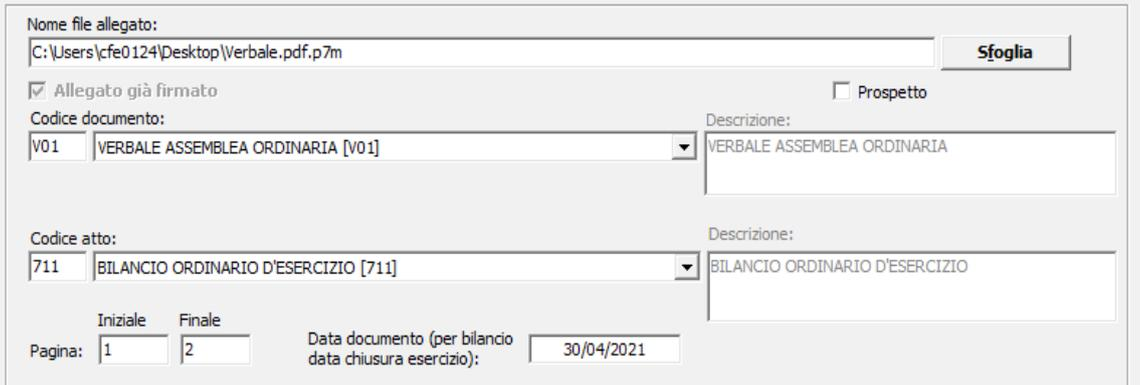 Nome file allegato:
C:\Users\cfe0124\Desktop\Verbale.pdf.p7m
Sfoglia
Allegato già firmato
Prospetto
Codice documento:
Descrizione:
V01
VERBALE ASSEMBLEA ORDINARIA [V01]
VERBALE ASSEMBLEA ORDINARIA
Codice atto:
Descrizione:
711
BILANCIO ORDINARIO D'ESERCIZIO [711]
BILANCIO ORDINARIO D'ESERCIZIO
Iniziale
Finale
Pagina:
1
2
Data documento (per bilancio
data chiusura esercizio):
30/04/2021